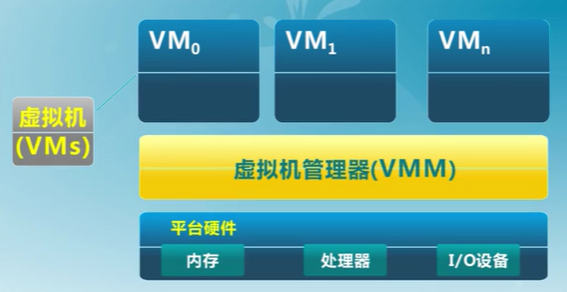 VM0
VM1
VMn
虚拟机
(VMs)
虚拟机管理器(VMM)
平台硬件
内存
处理器
I/O设备